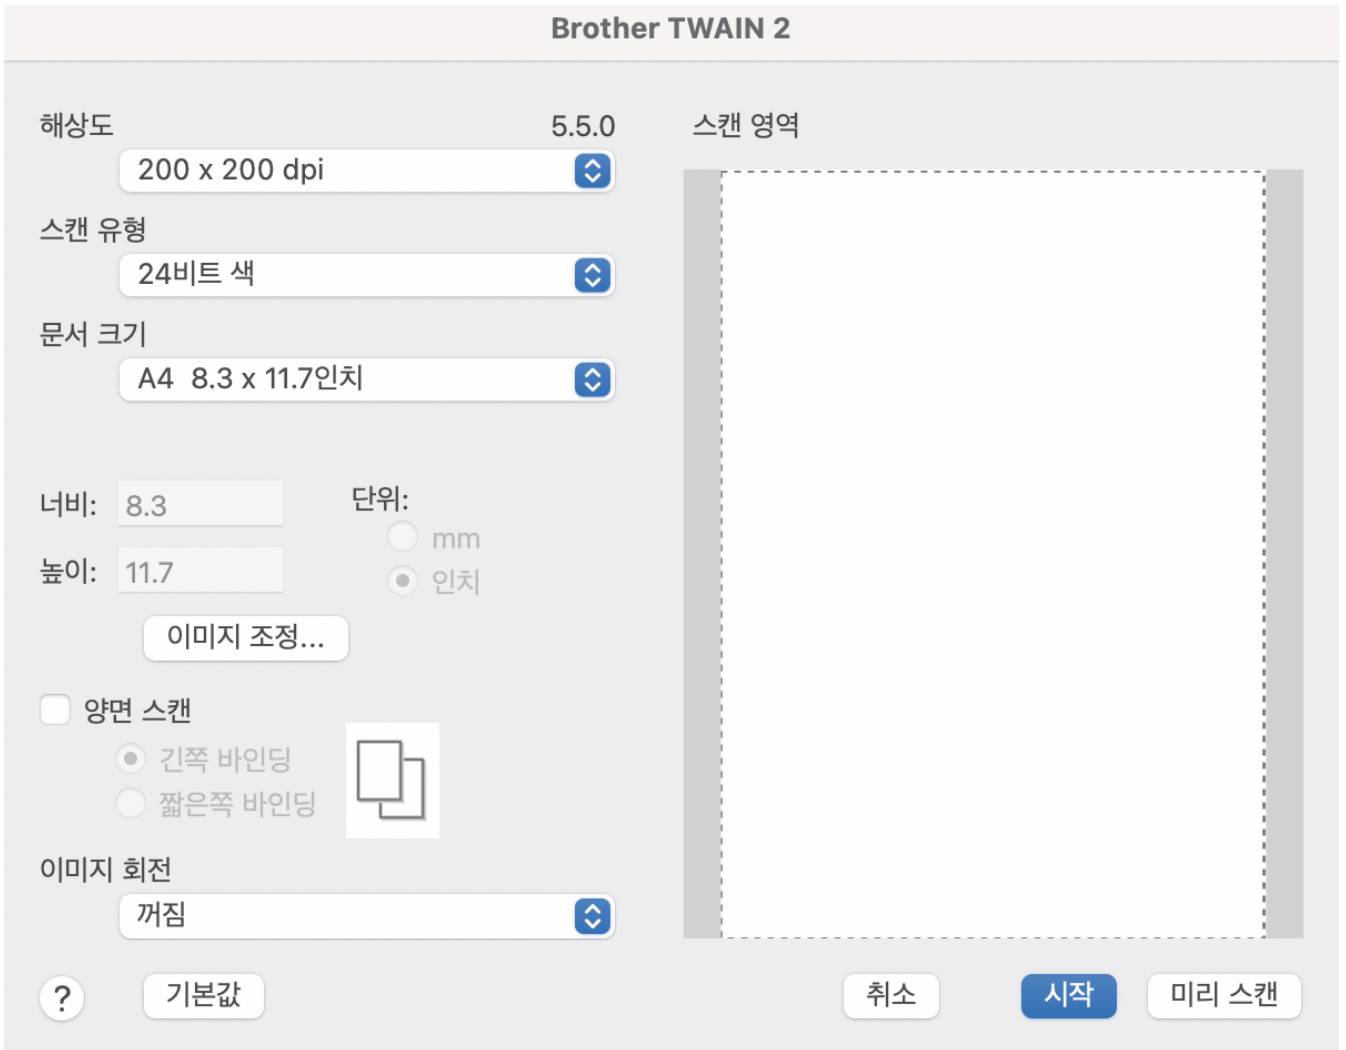 Brother TWAIN 2
해상도 5.5.0
200 x 200 dpi
스캔 유형
24비트 색
문서 크기
A4 8.3 x 11.7인치
너비: 8.3
높이: 11.7
단위:
mm
인치
이미지 조정...
양면 스캔
긴쪽 바인딩
짧은쪽 바인딩
이미지 회전
꺼짐
? 기본값
스캔 영역
취소 시작 미리 스캔